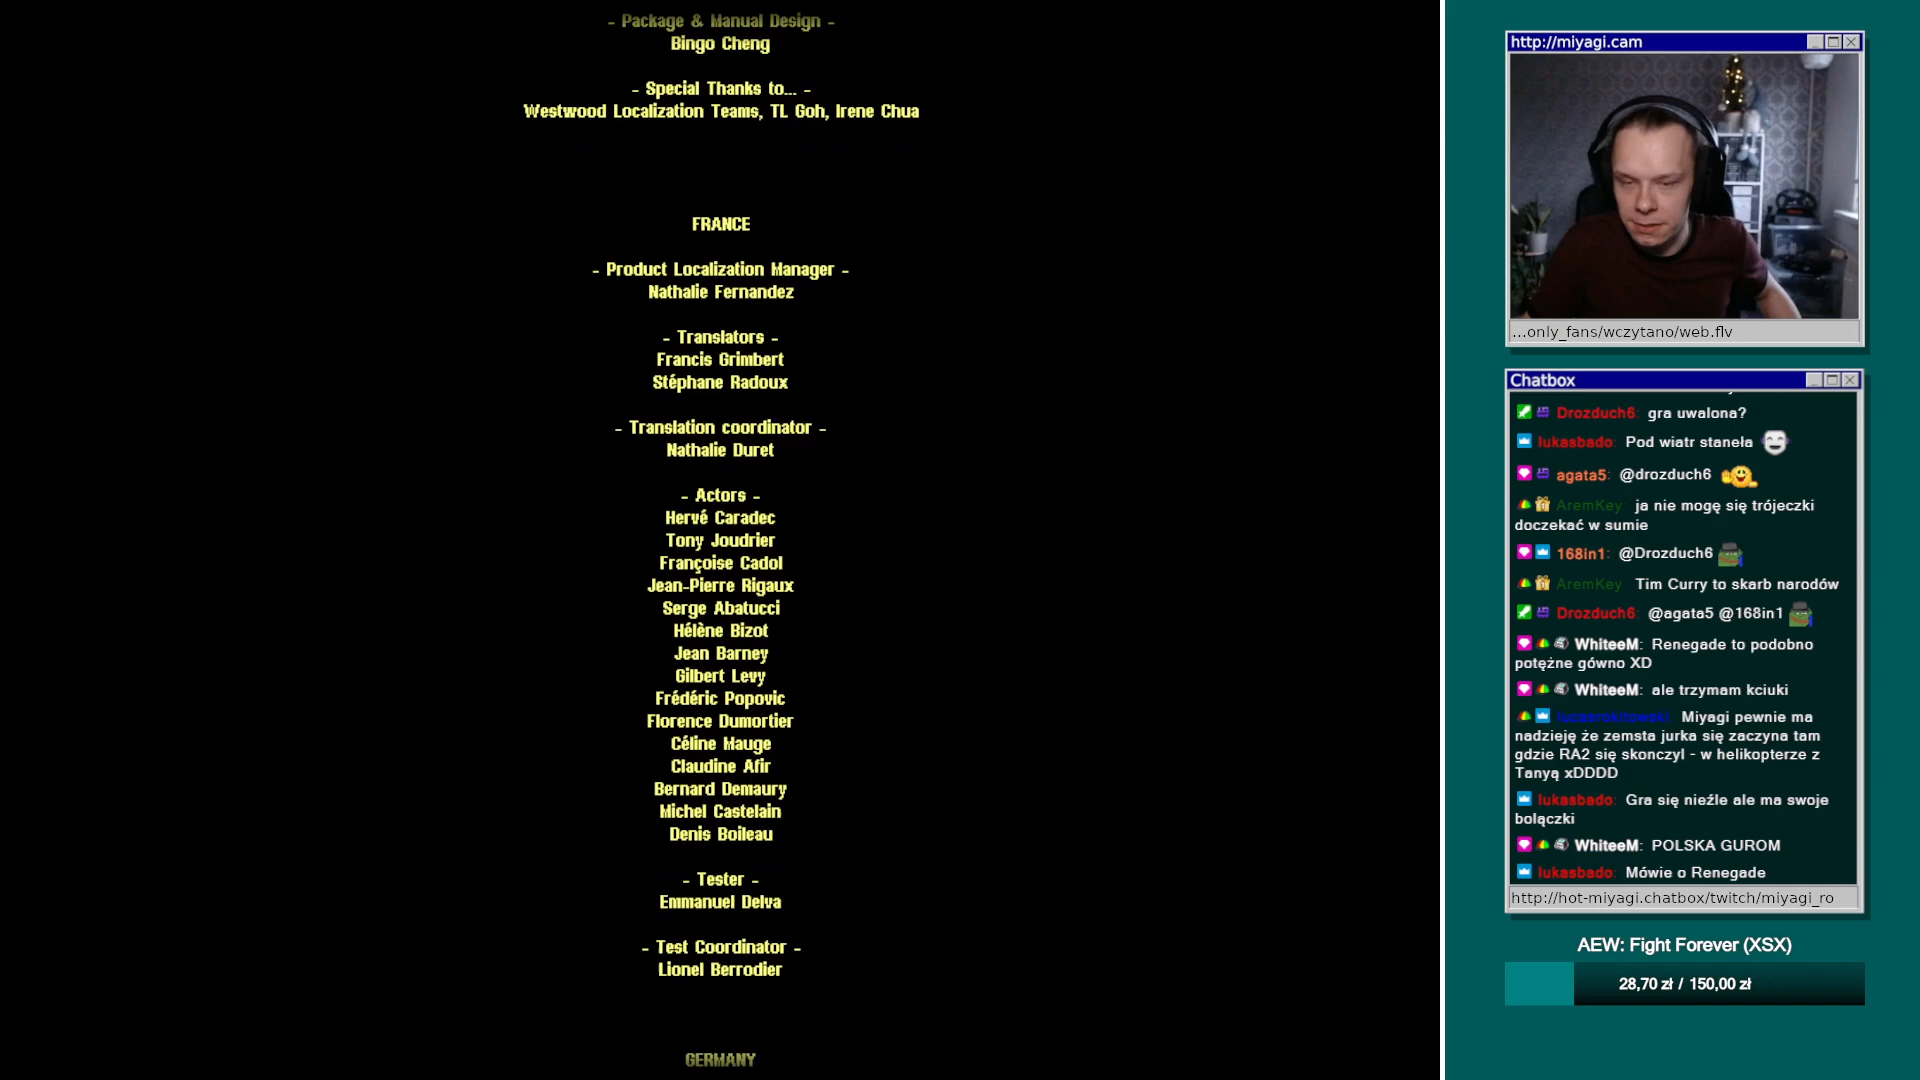 - Package & Manual Design -
Bingo Cheng
- Special Thanks to... -
Westwood Localization Teams, TL Goh, Irene Chua
FRANCE
- Product Localization Manager -
Nathalie Fernandez
- Translators -
Francis Grimbert
Stéphane Radoux
- Translation coordinator -
Nathalie Duret
- Actors -
Hervé Caradec
Tony Joudrier
Françoise Cadol
Jean-Pierre Rigaux
Serge Abatucci
Hélène Bizot
Jean Barney
Gilbert Levy
Frédéric Popovic
Florence Dumortier
Céline Mauge
Claudine Afir
Bernard Demaury
Michel Castelain
Denis Boileau
- Tester -
Emmanuel Delva
- Test Coordinator -
Lionel Berrodier
GERMANY
http://miyagi.cam
...only_fans/wczytano/web.flv
Chatbox
Drozduch6: gra uwalona?
lukasbado: Pod wiatr staneła
agata5: @drozduch6
AremKey: ja nie mogę się trójeczki
doczekać w sumie
168in1: @Drozduch6
AremKey: Tim Curry to skarb narodów
Drozduch6: @agata5 @168in1
WhiteeM: Renegade to podobno
potężne gówno XD
WhiteeM: ale trzymam kciuki
Miyagi pewnie ma
nadzieję że zemsta jurka się zaczyna tam
gdzie RA2 się skonczyl - w helikopterze z
Tanyą xDDDD
lukasbado: Gra się nieźle ale ma swoje
bolączki
WhiteeM: POLSKA GUROM
lukasbado: Mówie o Renegade
http://hot-miyagi.chatbox/twitch/miyagi_ro
AEW: Fight Forever (XSX)
28,70 zł / 150,00 zł